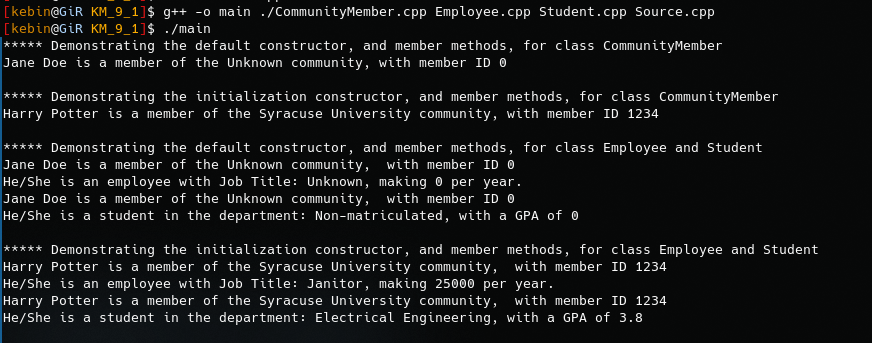 [kebin@GiR KM_9_1]$ g++ -o main ./CommunityMember.cpp Employee.cpp Student.cpp Source.cpp
[kebin@GiR KM_9_1]$ ./main
***** Demonstrating the default constructor, and member methods, for class CommunityMember
Jane Doe is a member of the Unknown community, with member ID 0

***** Demonstrating the initialization constructor, and member methods, for class CommunityMember
Harry Potter is a member of the Syracuse University community, with member ID 1234

***** Demonstrating the default constructor, and member methods, for class Employee and Student
Jane Doe is a member of the Unknown community,  with member ID 0
He/She is an employee with Job Title: Unknown, making 0 per year.
Jane Doe is a member of the Unknown community,  with member ID 0
He/She is a student in the department: Non-matriculated, with a GPA of 0

***** Demonstrating the initialization constructor, and member methods, for class Employee and Student
Harry Potter is a member of the Syracuse University community,  with member ID 1234
He/She is an employee with Job Title: Janitor, making 25000 per year.
Harry Potter is a member of the Syracuse University community,  with member ID 1234
He/She is a student in the department: Electrical Engineering, with a GPA of 3.8